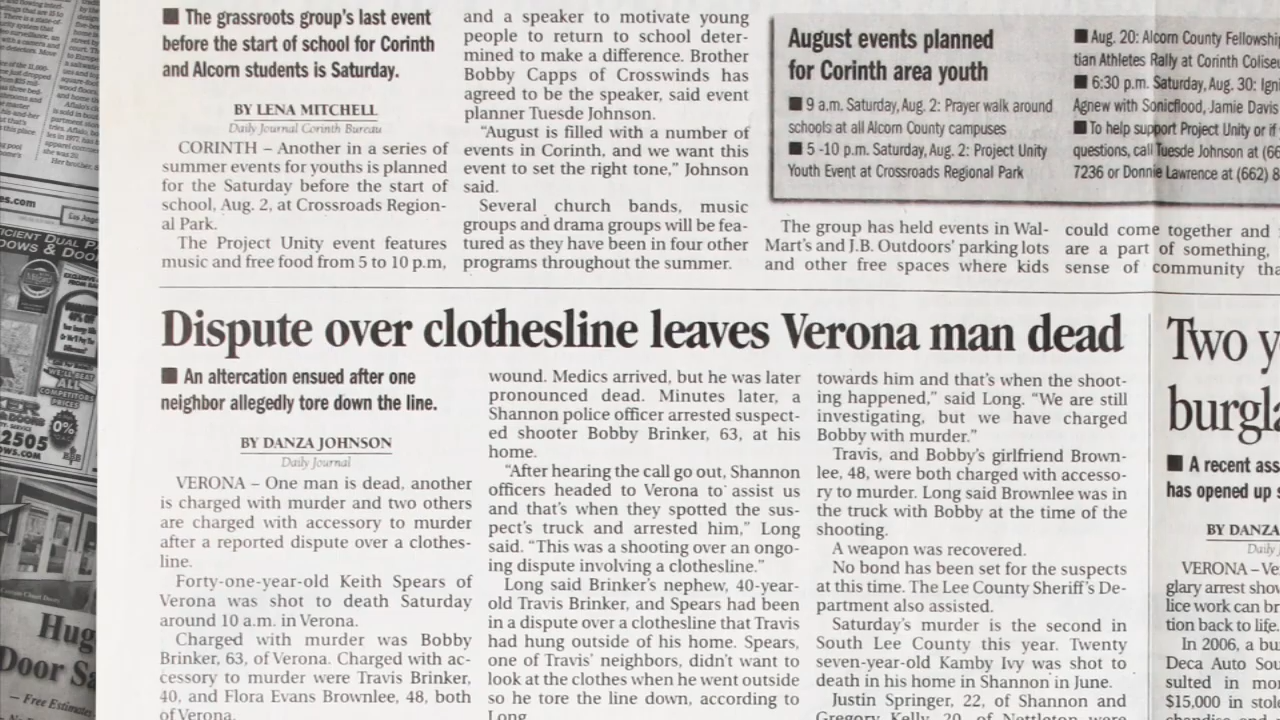 ■ The grassroots group's last event
before the start of school for Corinth
and Alcorn students is Saturday.
BY LENA MITCHELL
Daily Journal Corinth Bureau
CORINTH – Another in a series of
summer events for youths is planned
for the Saturday before the start of
school, Aug. 2, at Crossroads Region-
al Park.
The Project Unity event features
music and free food from 5 to 10 p.m,
and a speaker to motivate young
people to return to school deter-
mined to make a difference. Brother
Bobby Capps of Crosswinds has
agreed to be the speaker, said event
planner Tuesde Johnson.
“August is filled with a number of
events in Corinth, and we want this
event to set the right tone,” Johnson
said.
Several church bands, music
groups and drama groups will be fea-
tured as they have been in four other
programs throughout the summer.
August events planned
for Corinth area youth
■ 9 a.m. Saturday, Aug. 2: Prayer walk around
schools at all Alcorn County campuses
■ 5 -10 p.m. Saturday, Aug. 2: Project Unity
Youth Event at Crossroads Regional Park
■ Aug. 20: Alcorn County Fellowship
tian Athletes Rally at Corinth Coliseu
■ 6:30 p.m. Saturday, Aug. 30: Igni
Agnew with Sonicflood, Jamie Davis
■ To help support Project Unity or if
questions, call Tuesde Johnson at (66
7236 or Donnie Lawrence at (662) 8
The group has held events in Wal-
Mart's and J.B. Outdoors' parking lots
and other free spaces where kids
could come together and
are a part of something,
sense of community tha
Dispute over clothesline leaves Verona man dead
■ An altercation ensued after one
neighbor allegedly tore down the line.
BY DANZA JOHNSON
Daily Journal
VERONA – One man is dead, another
is charged with murder and two others
are charged with accessory to murder
after a reported dispute over a clothes-
line.
Forty-one-year-old Keith Spears of
Verona was shot to death Saturday
around 10 a.m. in Verona.
Charged with murder was Bobby
Brinker, 63, of Verona. Charged with ac-
cessory to murder were Travis Brinker,
40, and Flora Evans Brownlee, 48, both
of Verona.
wound. Medics arrived, but he was later
pronounced dead. Minutes later, a
Shannon police officer arrested suspect-
ed shooter Bobby Brinker, 63, at his
home.
“After hearing the call go out, Shannon
officers headed to Verona to assist us
and that's when they spotted the sus-
pect's truck and arrested him,” Long
said. “This was a shooting over an ongo-
ing dispute involving a clothesline.”
Long said Brinker's nephew, 40-year-
old Travis Brinker, and Spears had been
in a dispute over a clothesline that Travis
had hung outside of his home. Spears,
one of Travis' neighbors, didn't want to
look at the clothes when he went outside
so he tore the line down, according to
Long.
towards him and that's when the shoot-
ing happened,” said Long. “We are still
investigating, but we have charged
Bobby with murder.”
Travis, and Bobby's girlfriend Brown-
lee, 48, were both charged with accesso-
ry to murder. Long said Brownlee was in
the truck with Bobby at the time of the
shooting.
A weapon was recovered.
No bond has been set for the suspects
at this time. The Lee County Sheriff's De-
partment also assisted.
Saturday's murder is the second in
South Lee County this year. Twenty
seven-year-old Kamby Ivy was shot to
death in his home in Shannon in June.
Justin Springer, 22, of Shannon and
Gregory Kelly, 20, of Nettleton were
Two y
burgla
■ A recent ass
has opened up s
BY DANZA
Daily
VERONA – Ve
glary arrest show
lice work can br
tion back to life.
In 2006, a bu
Deca Auto Sou
sulted in mor
$15,000 in stol
es.com
Los
ALL
COMPETITORS
PRICES
0%
2505
WS.COM
Hug
Door Sa
– Free Estimate